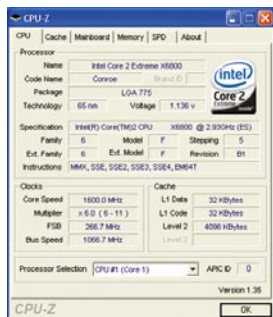 CPU-Z
CPU Cache Mainboard Memory SPD About
Processor
Name Intel Core 2 Extreme X6800
Code Name Conroe Brand ID
Package LGA 775
Technology 65 nm Voltage 1.136 v
intel
Core 2
Extreme
Specification Intel(R) Core(TM)2 CPU X6800 @ 2.93GHz (ES)
Family 6 Model F Stepping 5
Ext. Family 6 Ext. Model F Revision B1
Instructions MMX, SSE, SSE2, SSE3, SSE4, EM64T
Clocks Cache
Core Speed 1600.0 MHz L1 Data 32 KBytes
Multiplier x 6.0 (6 - 11) L1 Code 32 KBytes
FSB 266.7 MHz Level 2 4096 KBytes
Bus Speed 1066.7 MHz Level 3
Processor Selection CPU #1 (Core 1) APIC ID 0
Version 1.35
CPU-Z OK